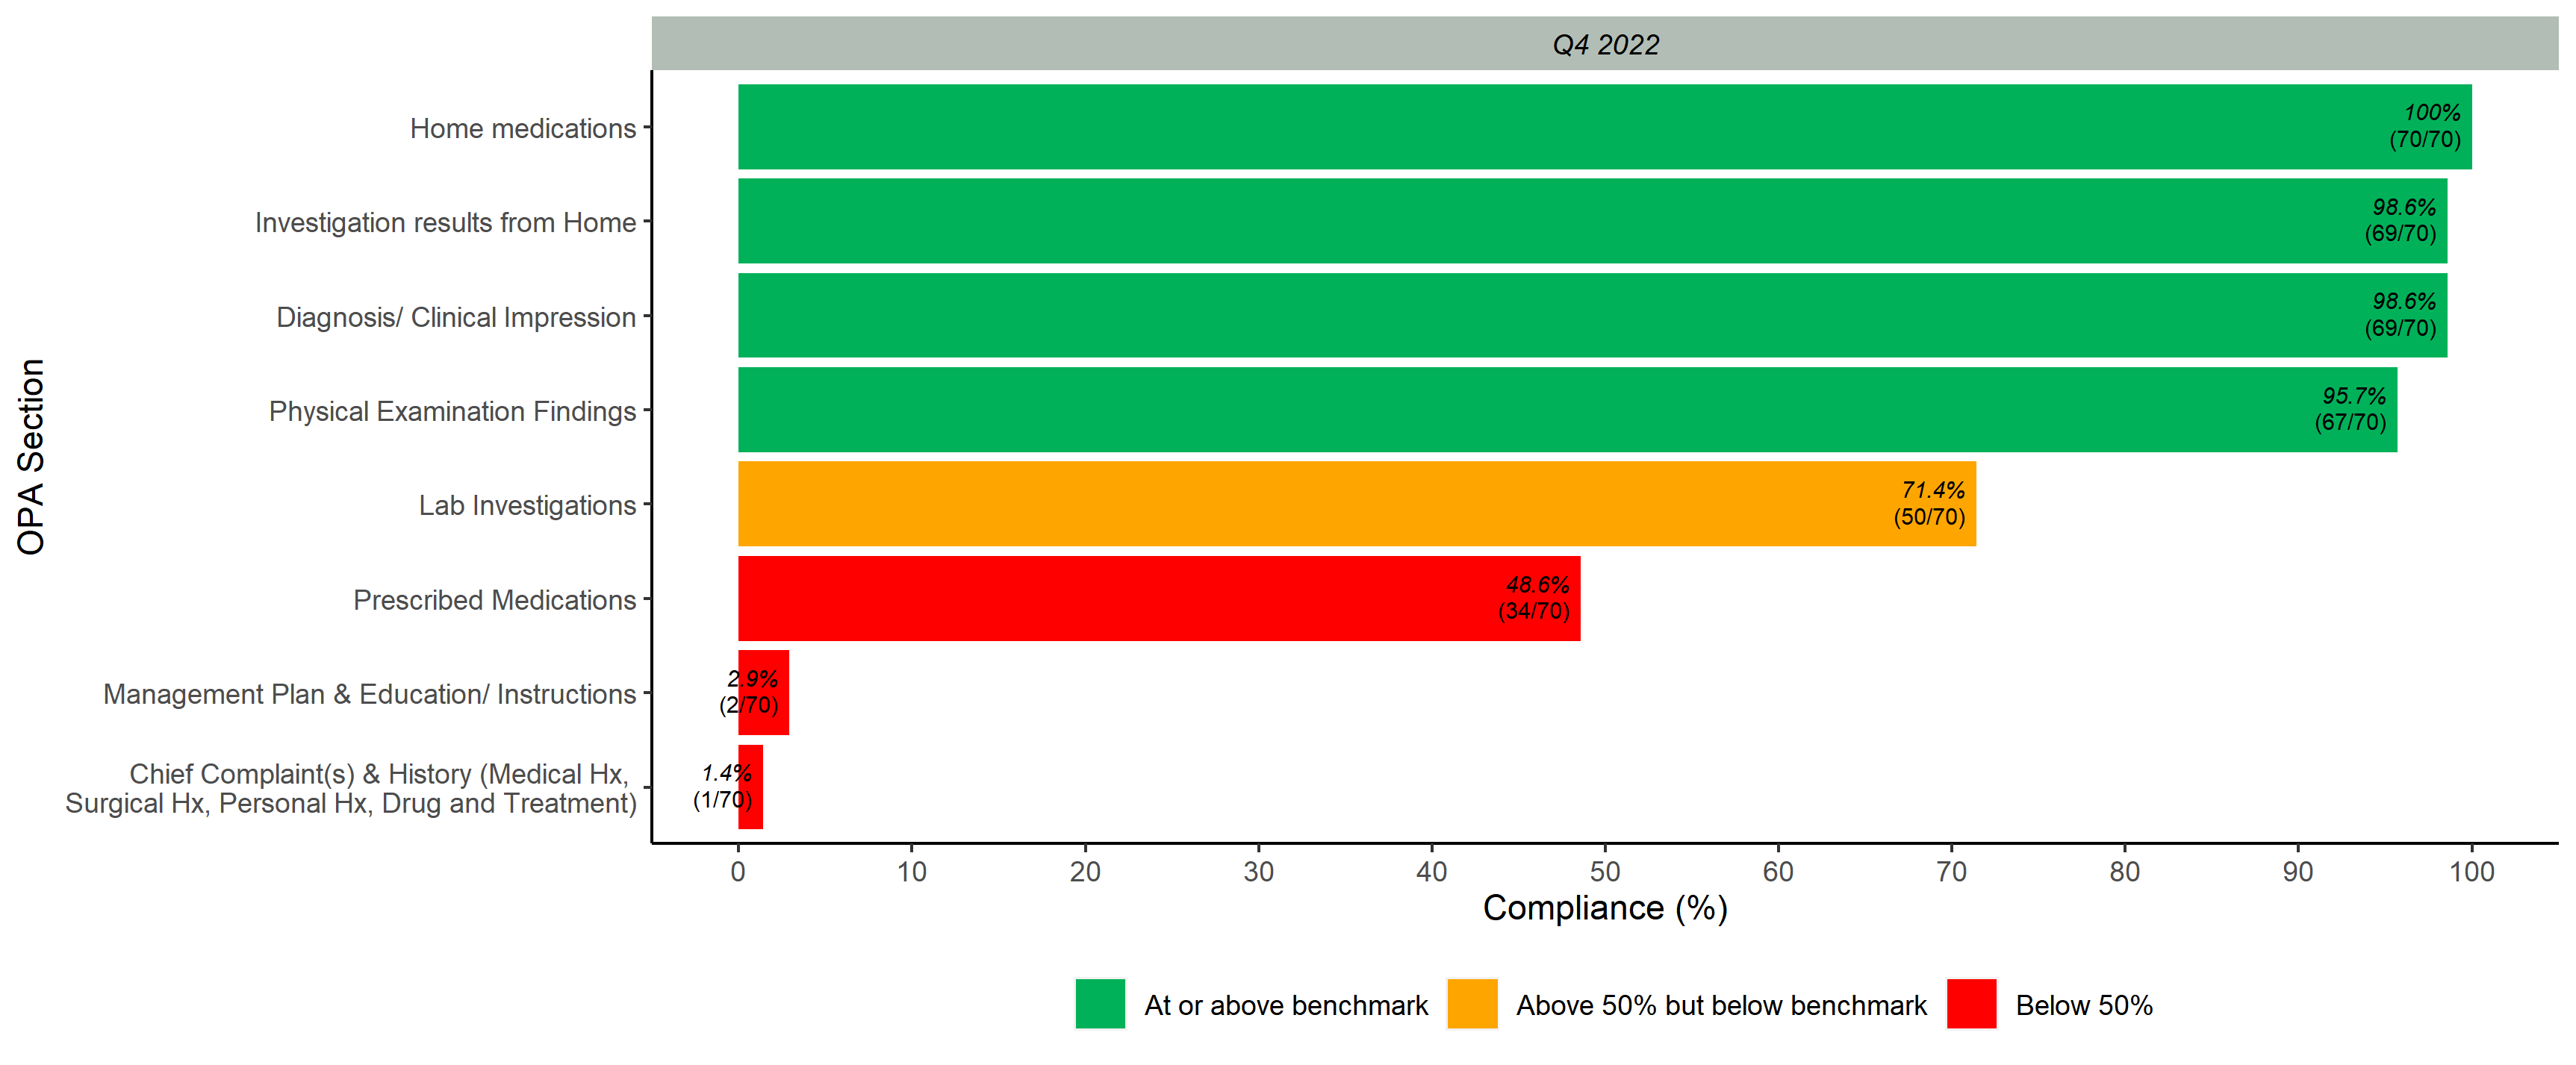 Q4 2022
Home medications
100%
(70/70)
Investigation results from Home
98.6%
(69/70)
Diagnosis/ Clinical Impression
98.6%
(69/70)
Physical Examination Findings
95.7%
(67/70)
Lab Investigations
71.4%
(50/70)
Prescribed Medications
48.6%
(34/70)
Management Plan & Education/ Instructions
2.9%
(2/70)
Chief Complaint(s) & History (Medical Hx,
Surgical Hx, Personal Hx, Drug and Treatment)
1.4%
(1/70)
OPA Section
0 10 20 30 40 50 60 70 80 90 100
Compliance (%)
At or above benchmark Above 50% but below benchmark Below 50%